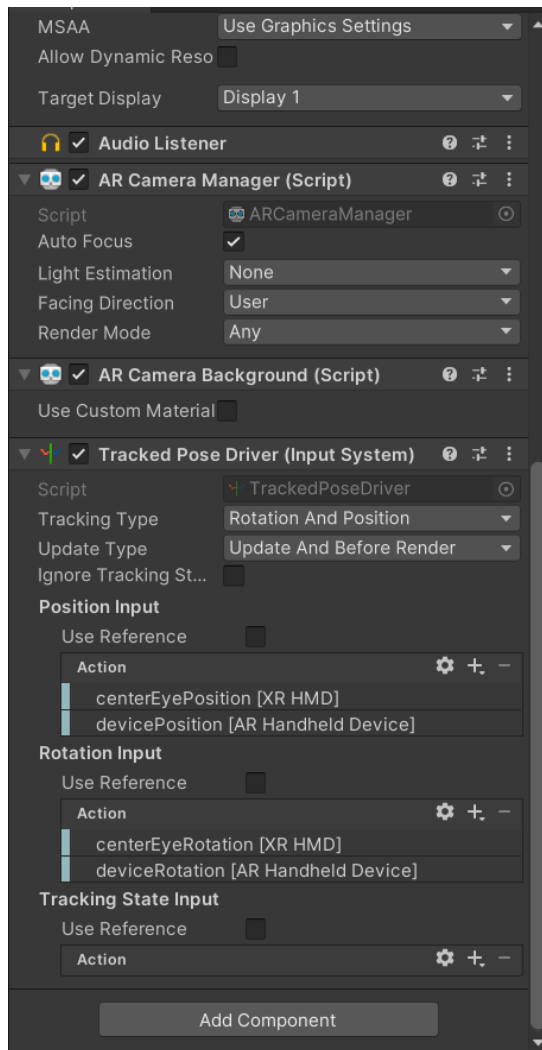 MSAA Use Graphics Settings
Allow Dynamic Reso
Target Display Display 1
Audio Listener
AR Camera Manager (Script)
Script ARCameraManager
Auto Focus
Light Estimation None
Facing Direction User
Render Mode Any
AR Camera Background (Script)
Use Custom Material
Tracked Pose Driver (Input System)
Script TrackedPoseDriver
Tracking Type Rotation And Position
Update Type Update And Before Render
Ignore Tracking St...
Position Input
Use Reference
Action
centerEyePosition [XR HMD]
devicePosition [AR Handheld Device]
Rotation Input
Use Reference
Action
centerEyeRotation [XR HMD]
deviceRotation [AR Handheld Device]
Tracking State Input
Use Reference
Action
Add Component